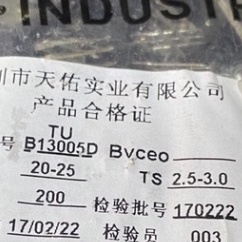 INDUSTR
圳市天佑实业有限公司
产品合格证
TU
号 B13005D Bvceo
20-25 TS 2.5-3.0
200 检验批号 170222
17/02/22 检验员 003